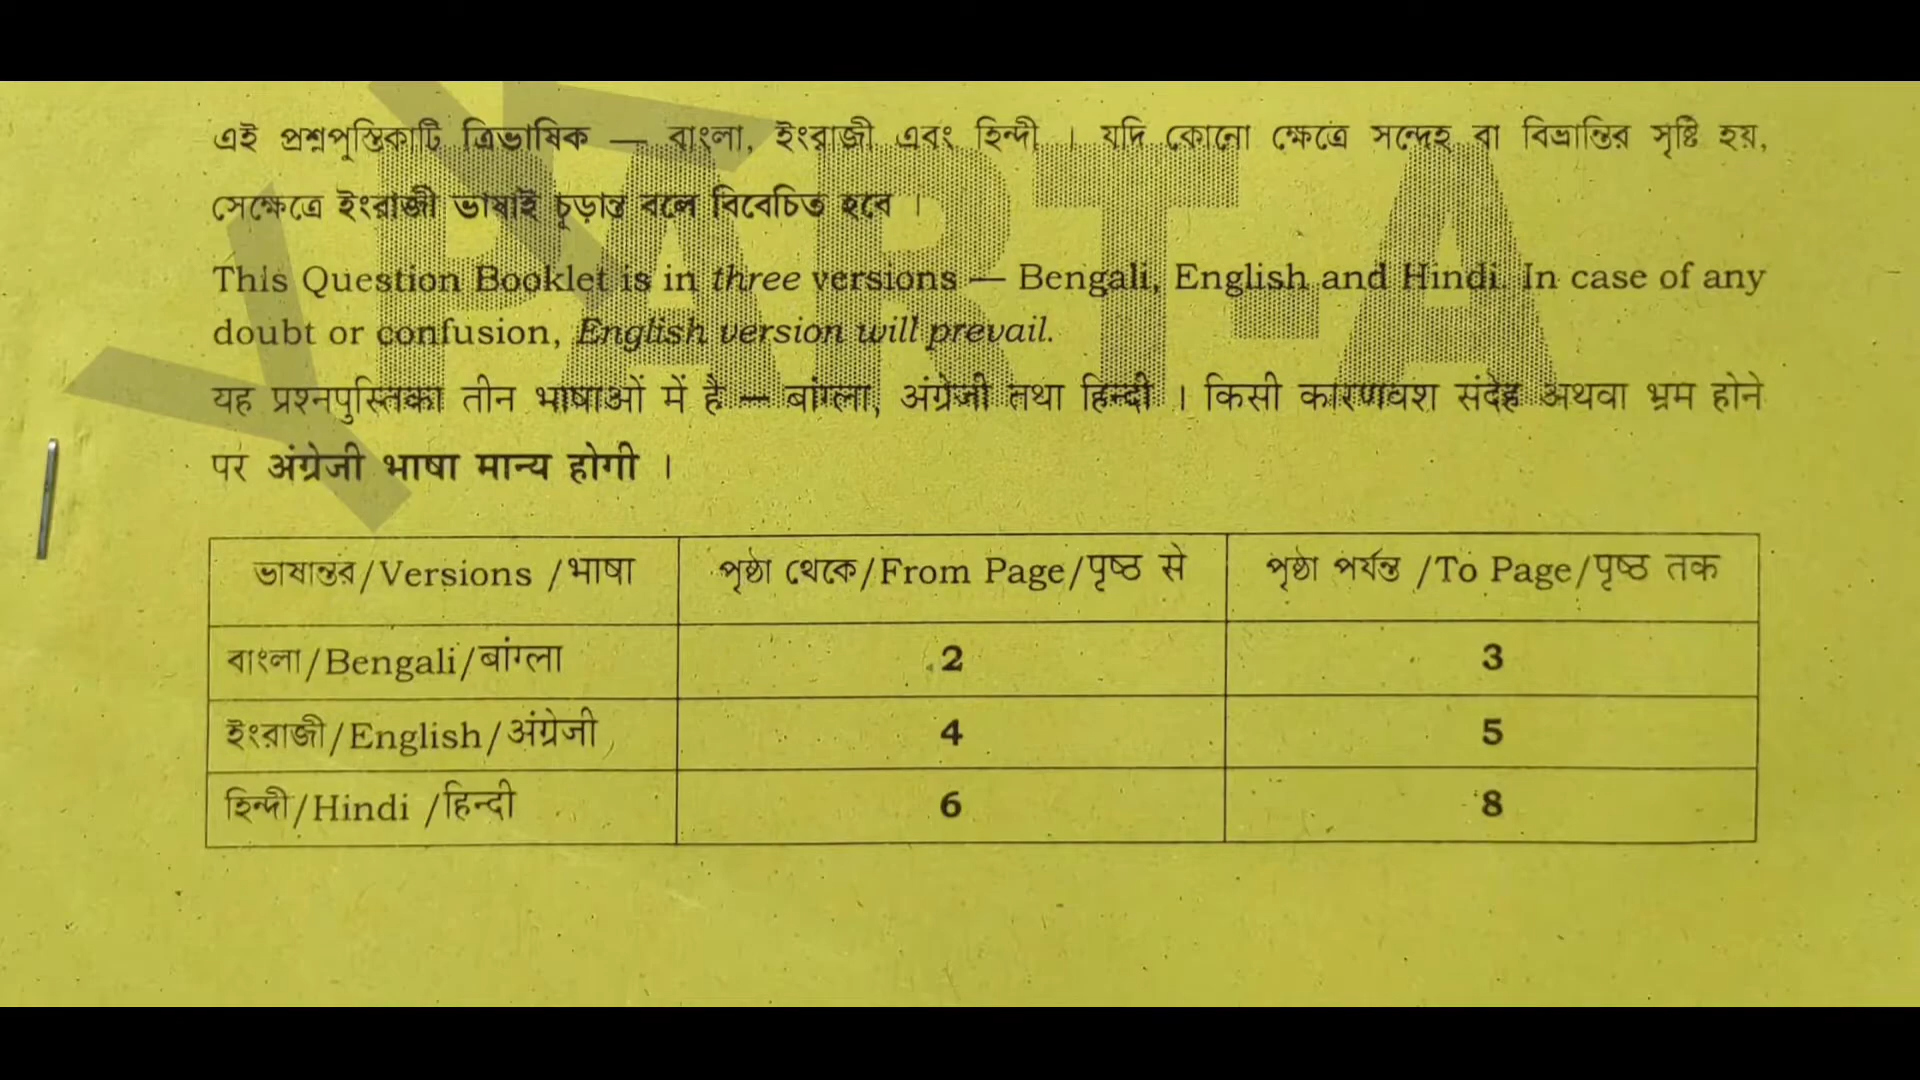 এই প্রশ্নপুস্তিকাটি ত্রিভাষিক — বাংলা, ইংরাজী এবং হিন্দী । যদি কোনো ক্ষেত্রে সন্দেহ বা বিভ্রান্তির সৃষ্টি হয়,
সেক্ষেত্রে ইংরাজী ভাষাই চূড়ান্ত বলে বিবেচিত হবে ।
This Question Booklet is in three versions — Bengali, English and Hindi. In case of any
doubt or confusion, English version will prevail.
यह प्रश्नपुस्तिका तीन भाषाओं में है — बांग्ला, अंग्रेजी तथा हिन्दी । किसी कारणवश संदेह अथवा भ्रम होने
पर अंग्रेजी भाषा मान्य होगी ।
PART-A
ভাষান্তর/Versions /भाषा পৃষ্ঠা থেকে/From Page/पृष्ठ से পৃষ্ঠা পর্যন্ত /To Page/पृष्ठ तक
বাংলা/Bengali/बांग्ला 2 3
ইংরাজী/English/अंग्रेजी 4 5
হিন্দী/Hindi /हिन्दी 6 8